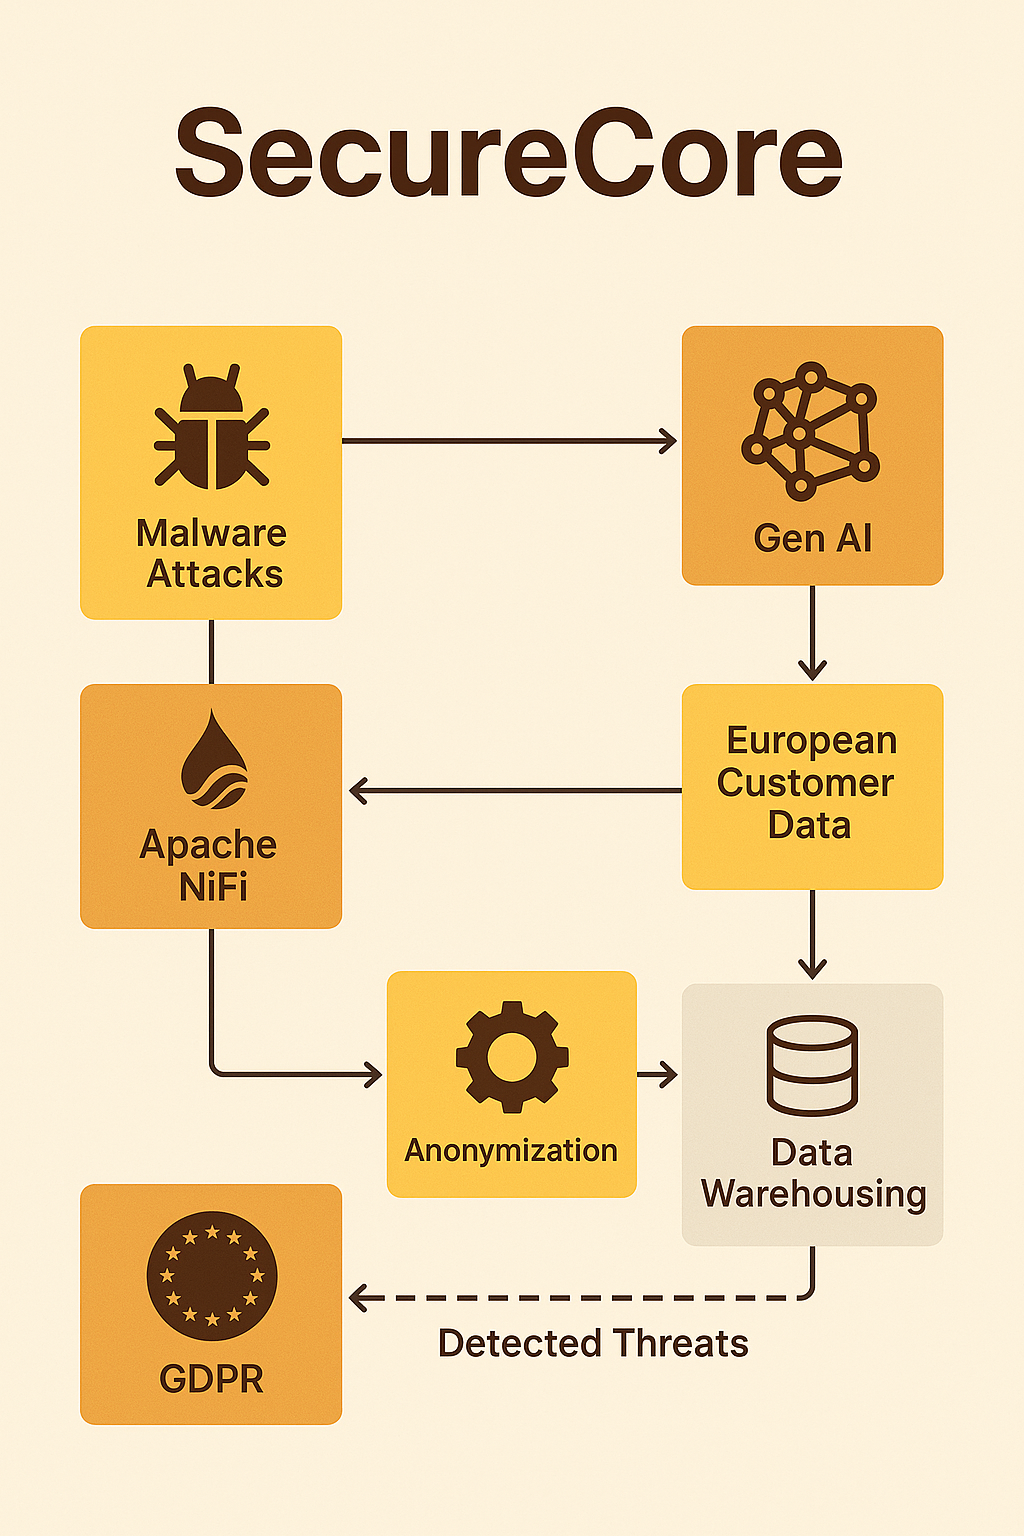 SecureCore
Malware
Attacks
Gen AI
Apache
NiFi
European
Customer
Data
Anonymization
Data
Warehousing
GDPR
Detected Threats